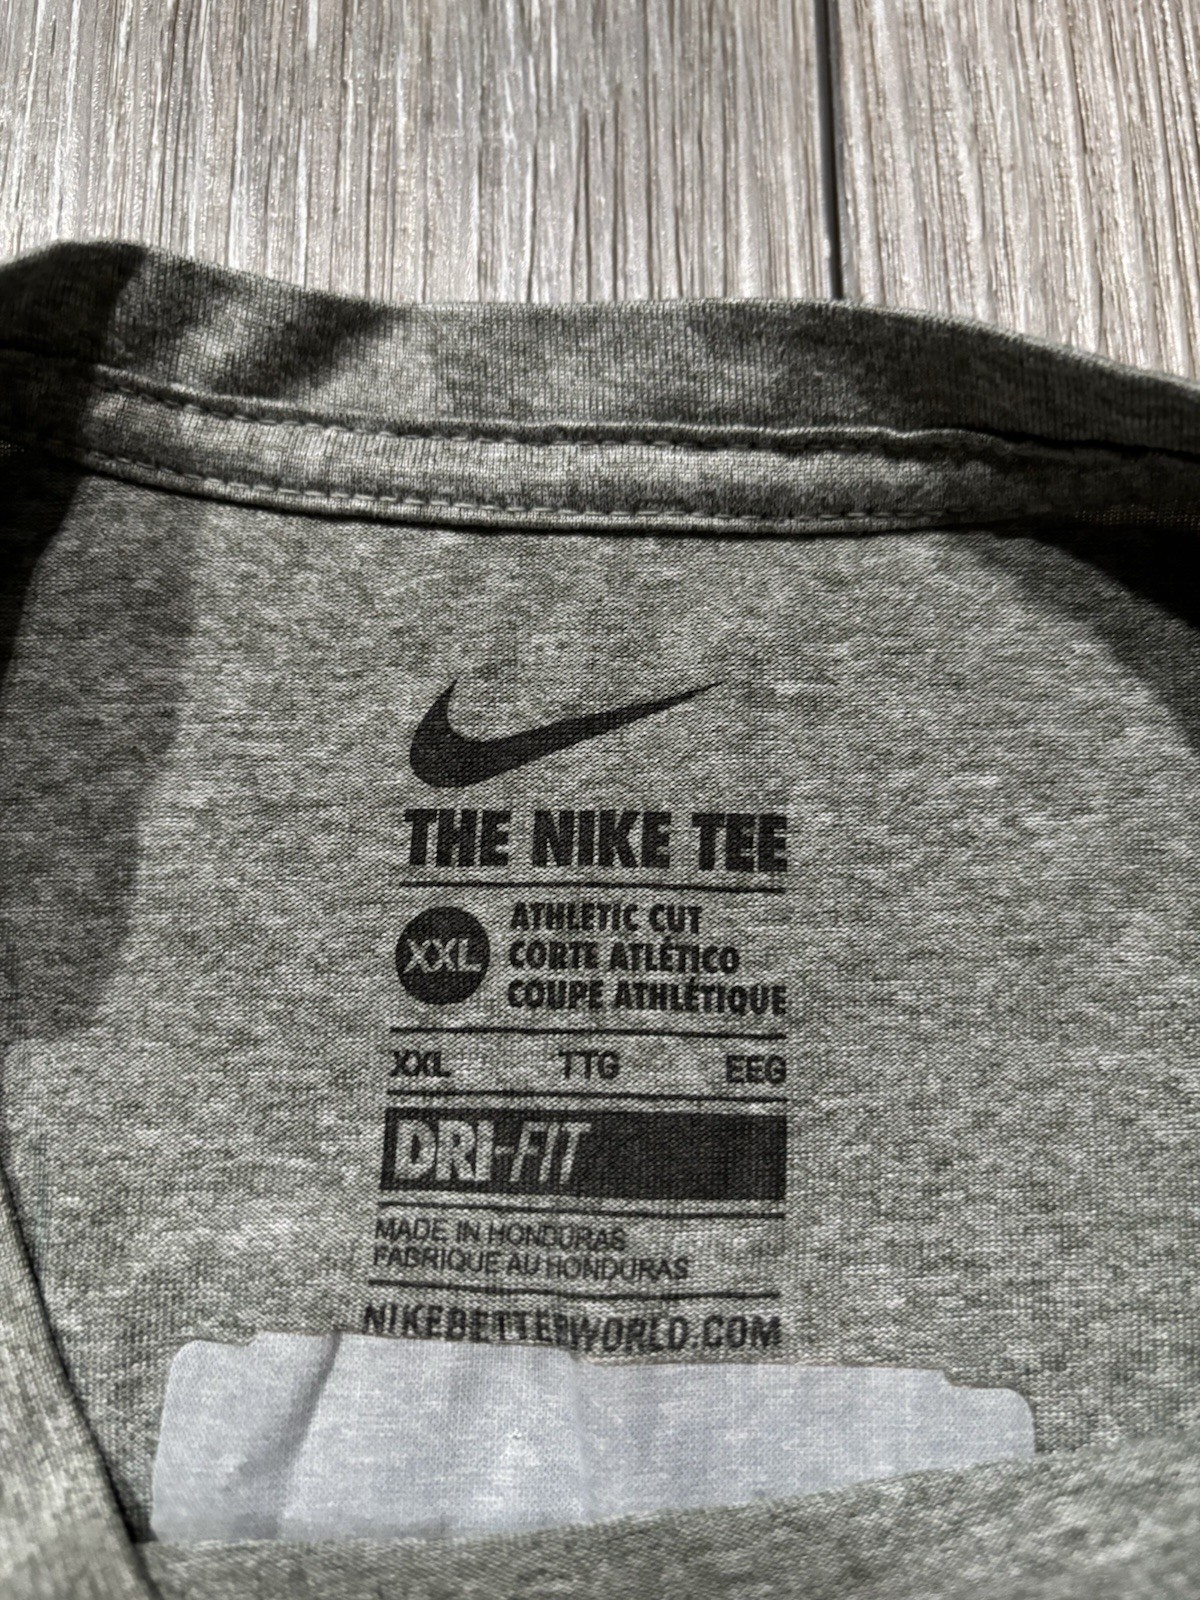 THE NIKE TEE
XXL
ATHLETIC CUT
CORTE ATLÉTICO
COUPE ATHLÉTIQUE
XXL TTG EEG
DRI-FIT
MADE IN HONDURAS
FABRIQUE AU HONDURAS
NIKEBETTERWORLD.COM